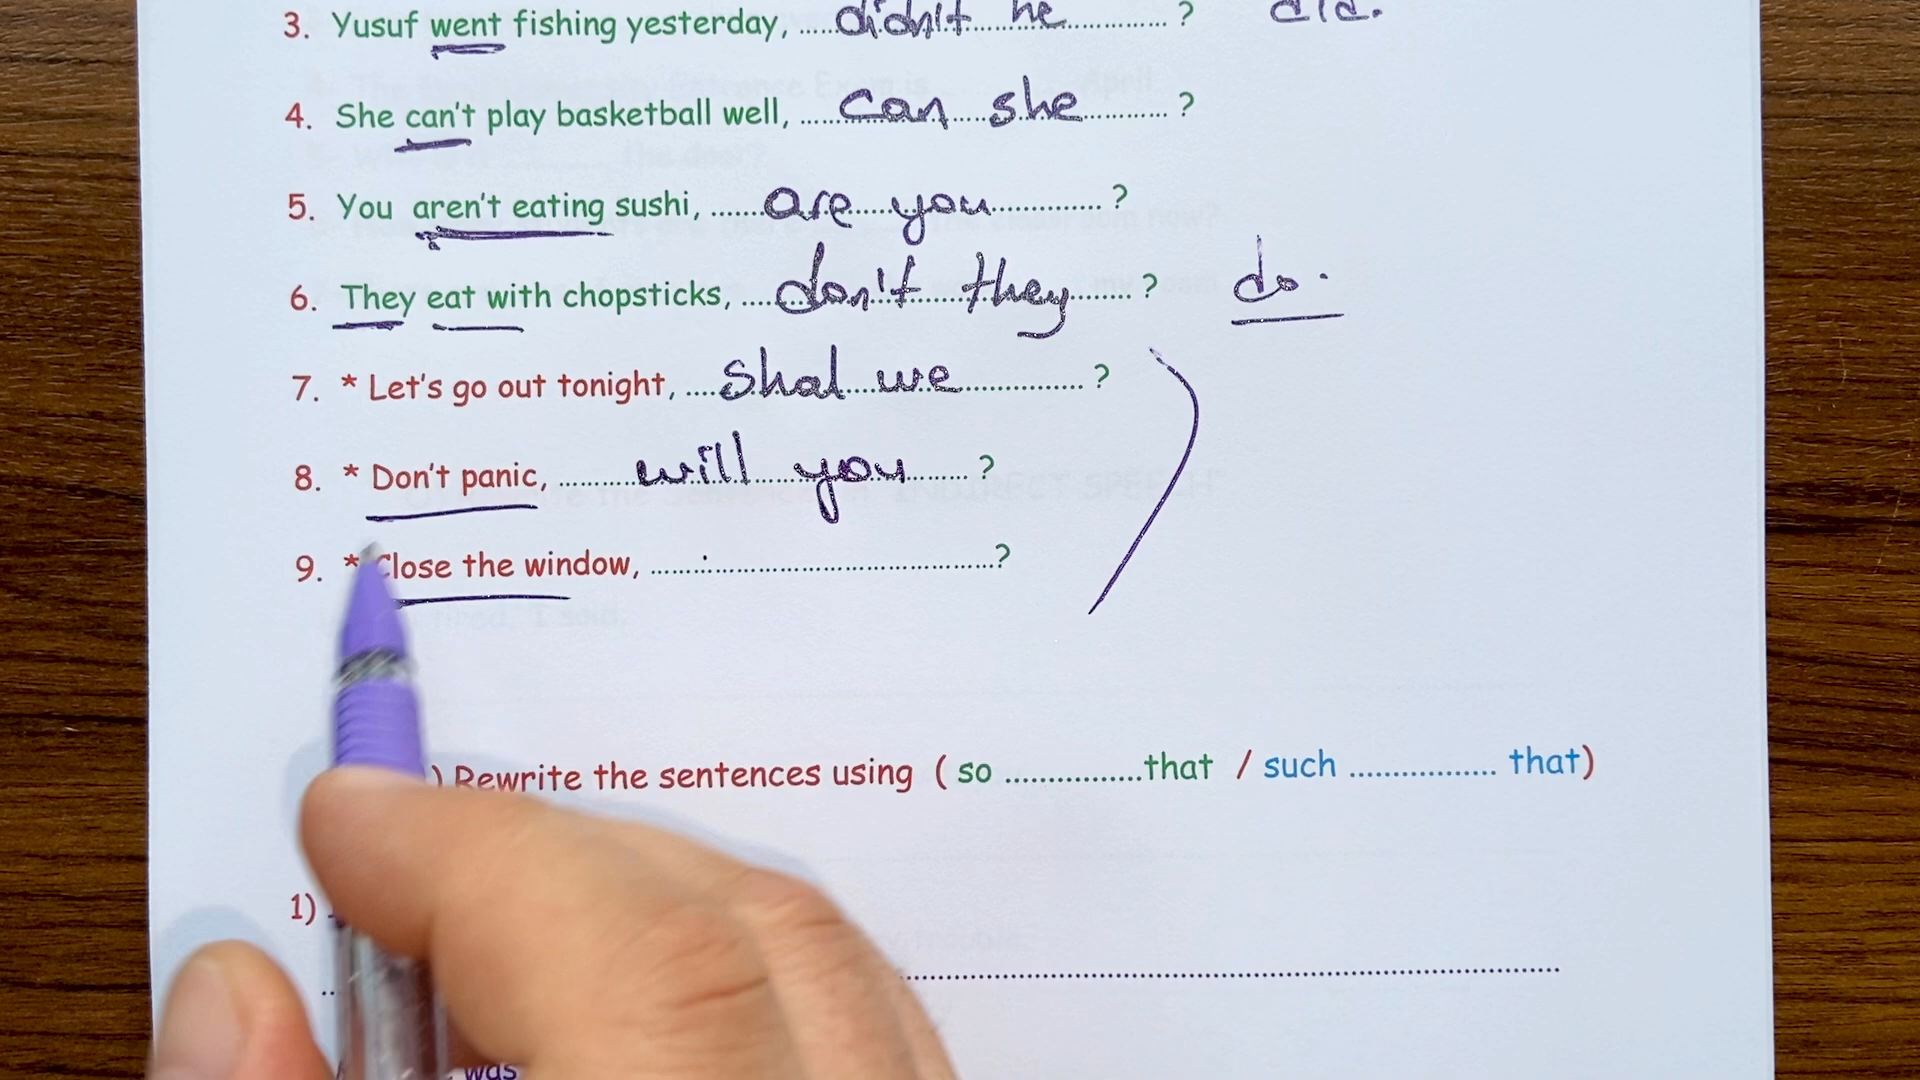 3. Yusuf went fishing yesterday, ......didn't he............? did.
4. She can't play basketball well, ......can she............?
5. You aren't eating sushi, .......are you............?
6. They eat with chopsticks, ....don't they.......? do.
7. * Let's go out tonight, ....shal we............?
8. * Don't panic, .........will you.......?
9. * Close the window, ..........................?
) Rewrite the sentences using ( so ................that / such ................ that)
1)
was